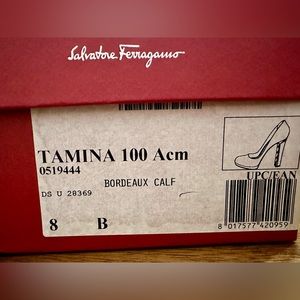 Salvatore Ferragamo
TAMINA 100 Acm
0519444
BORDEAUX CALF
DS U 28369
UPC/EAN
8 B
8 017577 420959